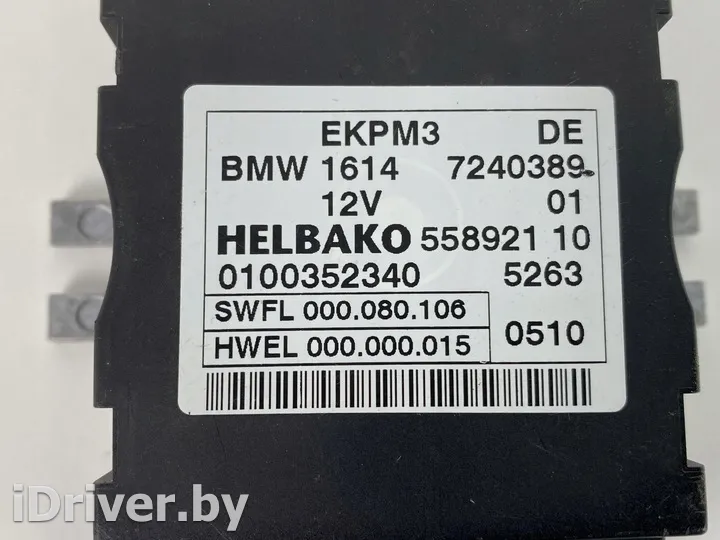 EKPM3 DE
BMW 1614 7240389
12V 01
HELBAKO 558921 10
0100352340 5263
SWFL 000.080.106
HWEL 000.000.015 0510
iDriver.by